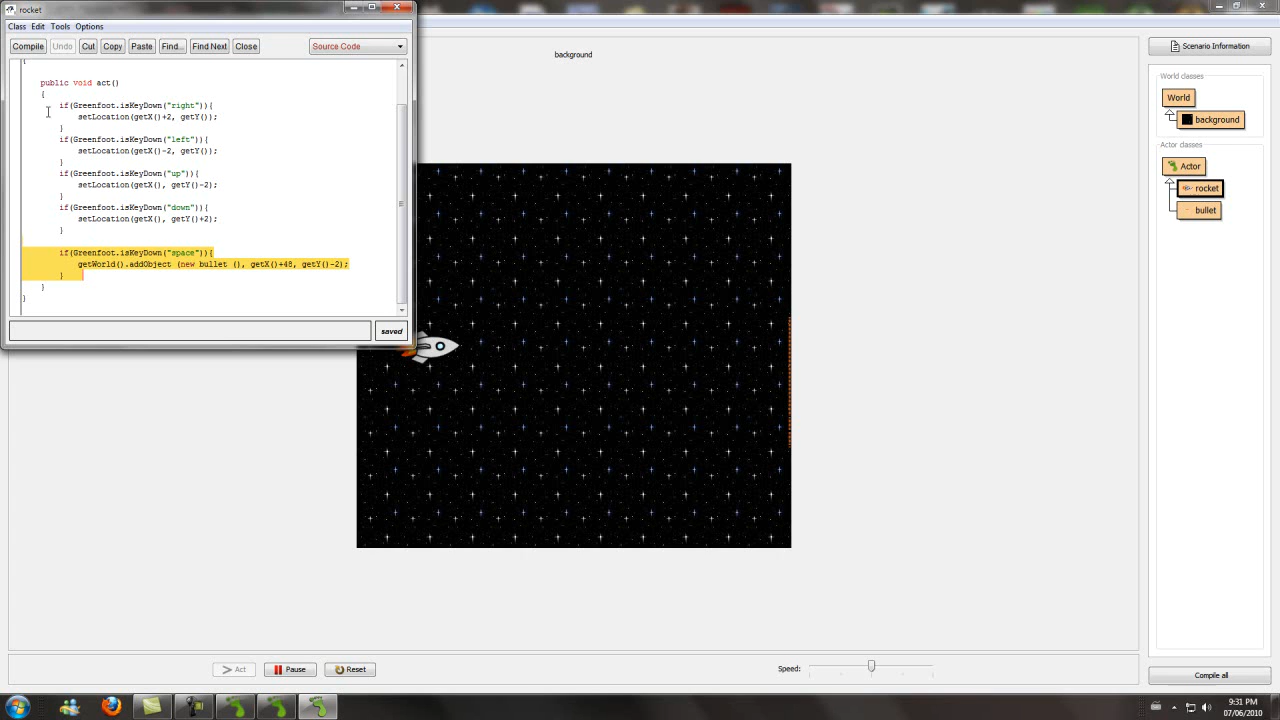 rocket
Class Edit Tools Options
Compile Undo Cut Copy Paste Find... Find Next Close Source Code
{
public void act()
{
if(Greenfoot.isKeyDown("right")){
setLocation(getX()+2, getY());
}
if(Greenfoot.isKeyDown("left")){
setLocation(getX()-2, getY());
}
if(Greenfoot.isKeyDown("up")){
setLocation(getX(), getY()-2);
}
if(Greenfoot.isKeyDown("down")){
setLocation(getX(), getY()+2);
}
if(Greenfoot.isKeyDown("space")){
getWorld().addObject (new bullet (), getX()+48, getY()-2);
}
}
}
saved
background
Scenario Information
World classes
World
background
Actor classes
Actor
rocket
bullet
Act Pause Reset Speed: Compile all
9:31 PM
07/06/2010